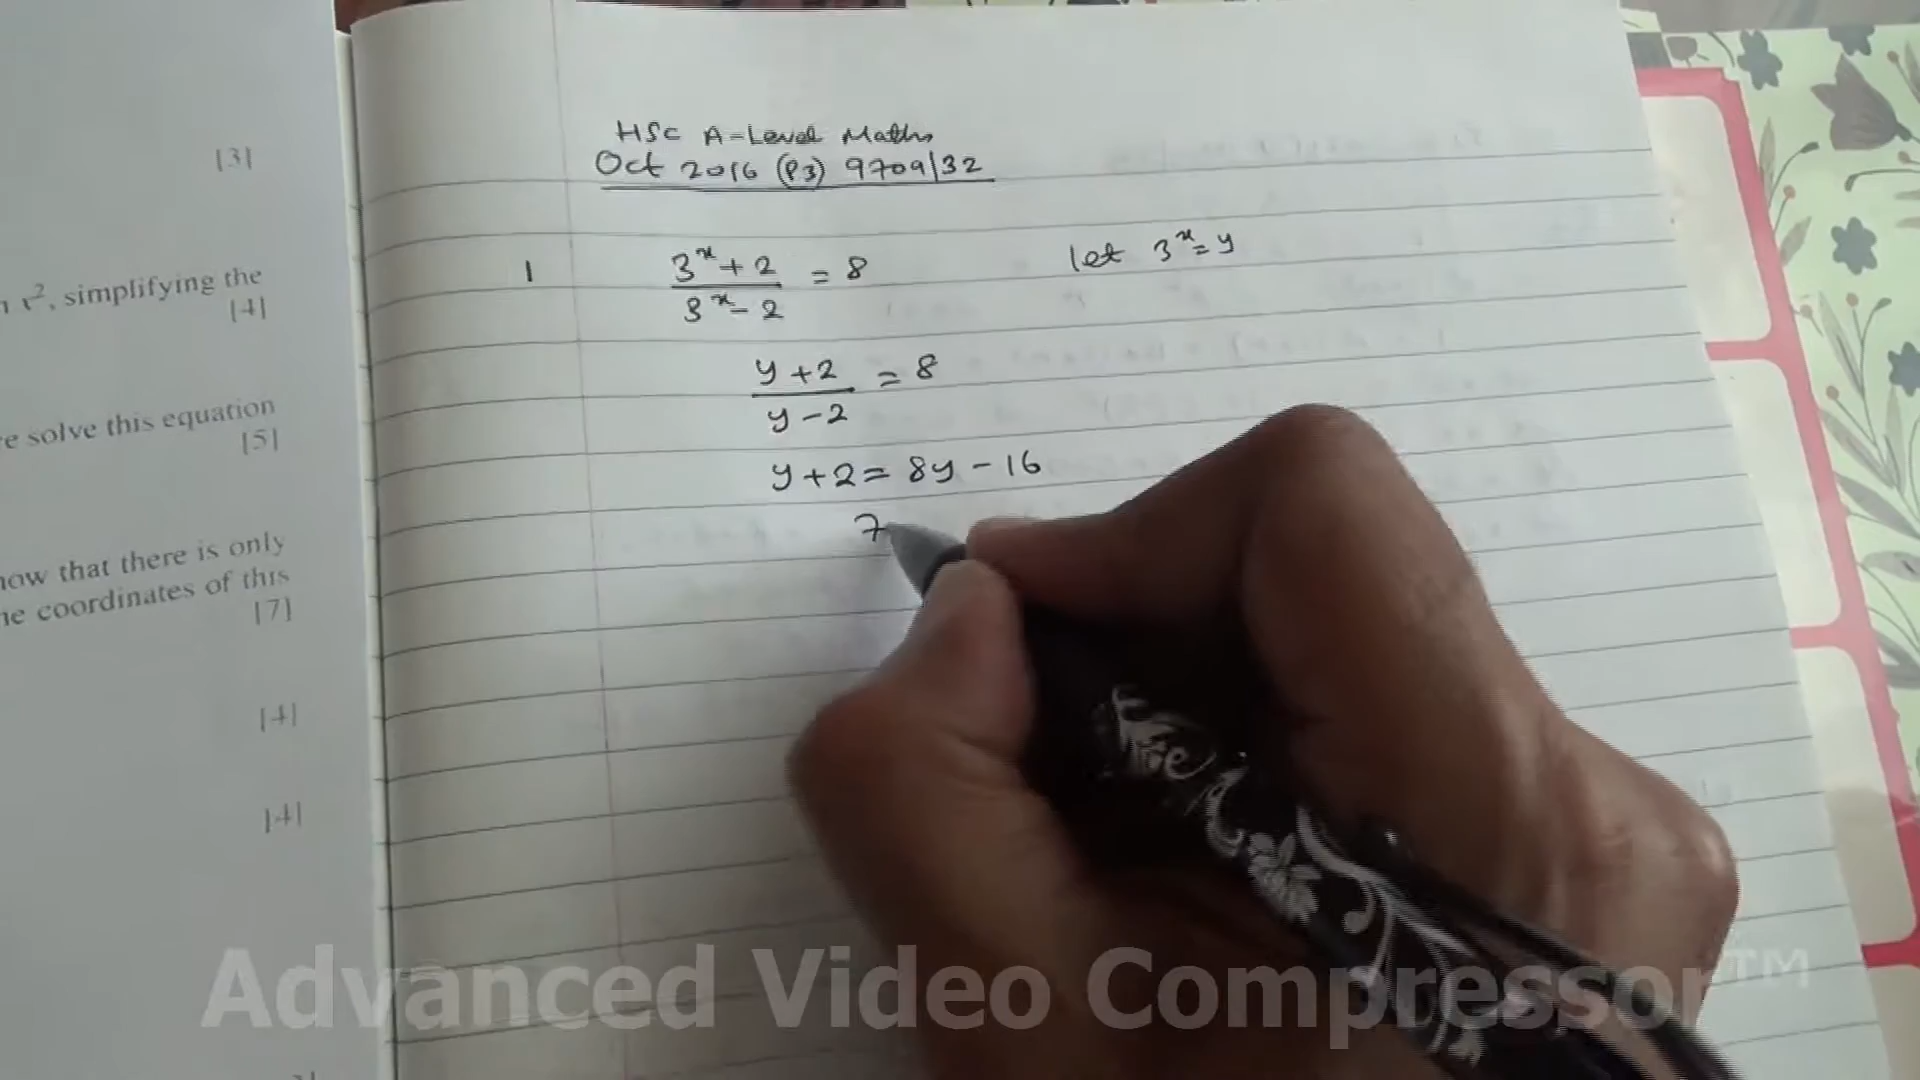 [3]
x², simplifying the
[4]
solve this equation
[5]
now that there is only
coordinates of this
[7]
[4]
[4]
HSC A-Level Maths
Oct 2016 (P3) 9709/32
1 (3^x + 2)/(3^x - 2) = 8 let 3^x = y
(y + 2)/(y - 2) = 8
y + 2 = 8y - 16
7
Advanced Video Compressor™